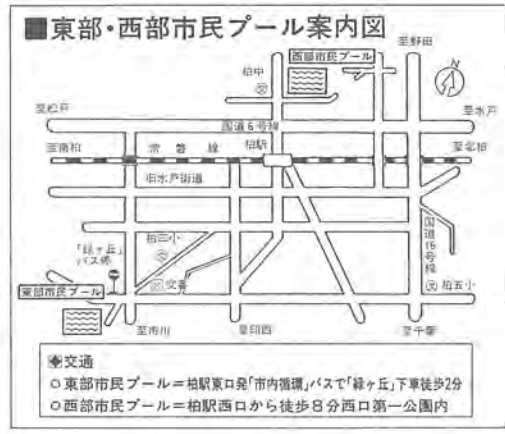 ■東部・西部市民プール案内図
至野田
西部市民プール
柏中
N
至松戸
至水戸
国道6号線
至南柏
常磐線
柏駅
至北柏
旧水戸街道
国道16号線
柏三小
「緑ヶ丘」
バス停
交番
東部市民プール
柏五小
至市川
至印西
至千葉
交通
○東部市民プール=柏駅東口発「市内循環」バスで「緑ヶ丘」下車徒歩2分
○西部市民プール=柏駅西口から徒歩8分西口第一公園内